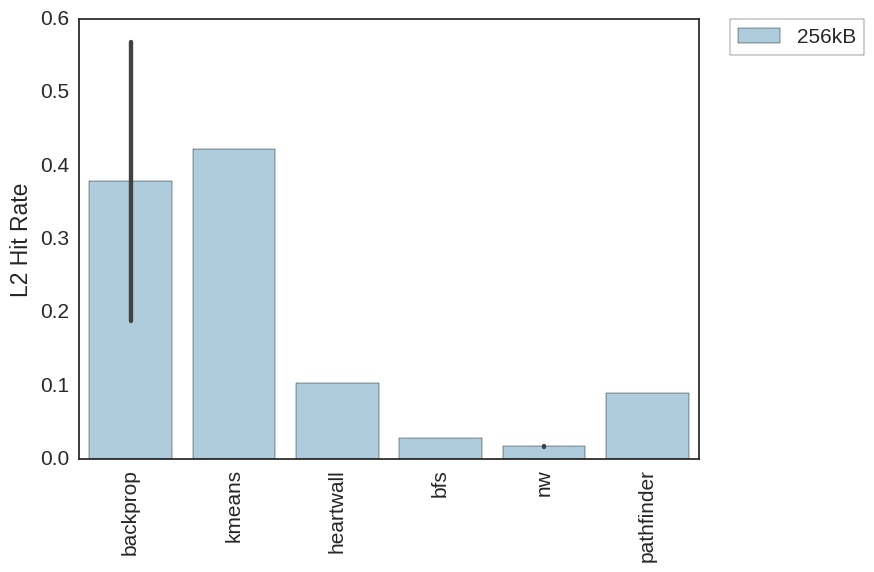 0.6
0.5
0.4
0.3
0.2
0.1
0.0
L2 Hit Rate
backprop
kmeans
heartwall
bfs
nw
pathfinder
256kB